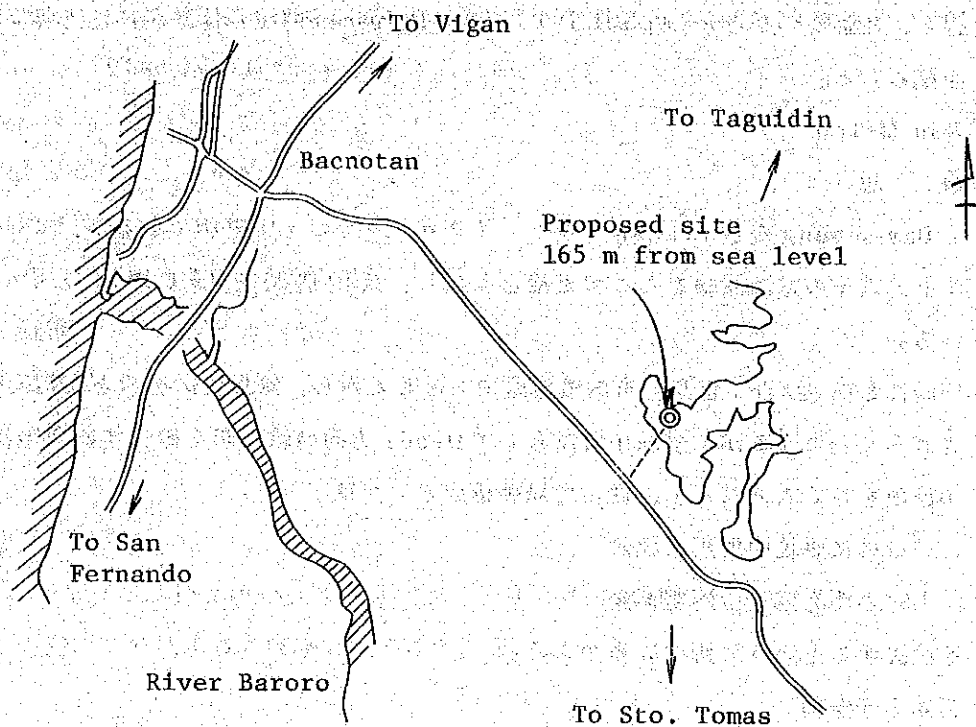 To Vigan
To Taguidin
Bacnotan
Proposed site
165 m from sea level
To San
Fernando
River Baroro
To Sto. Tomas